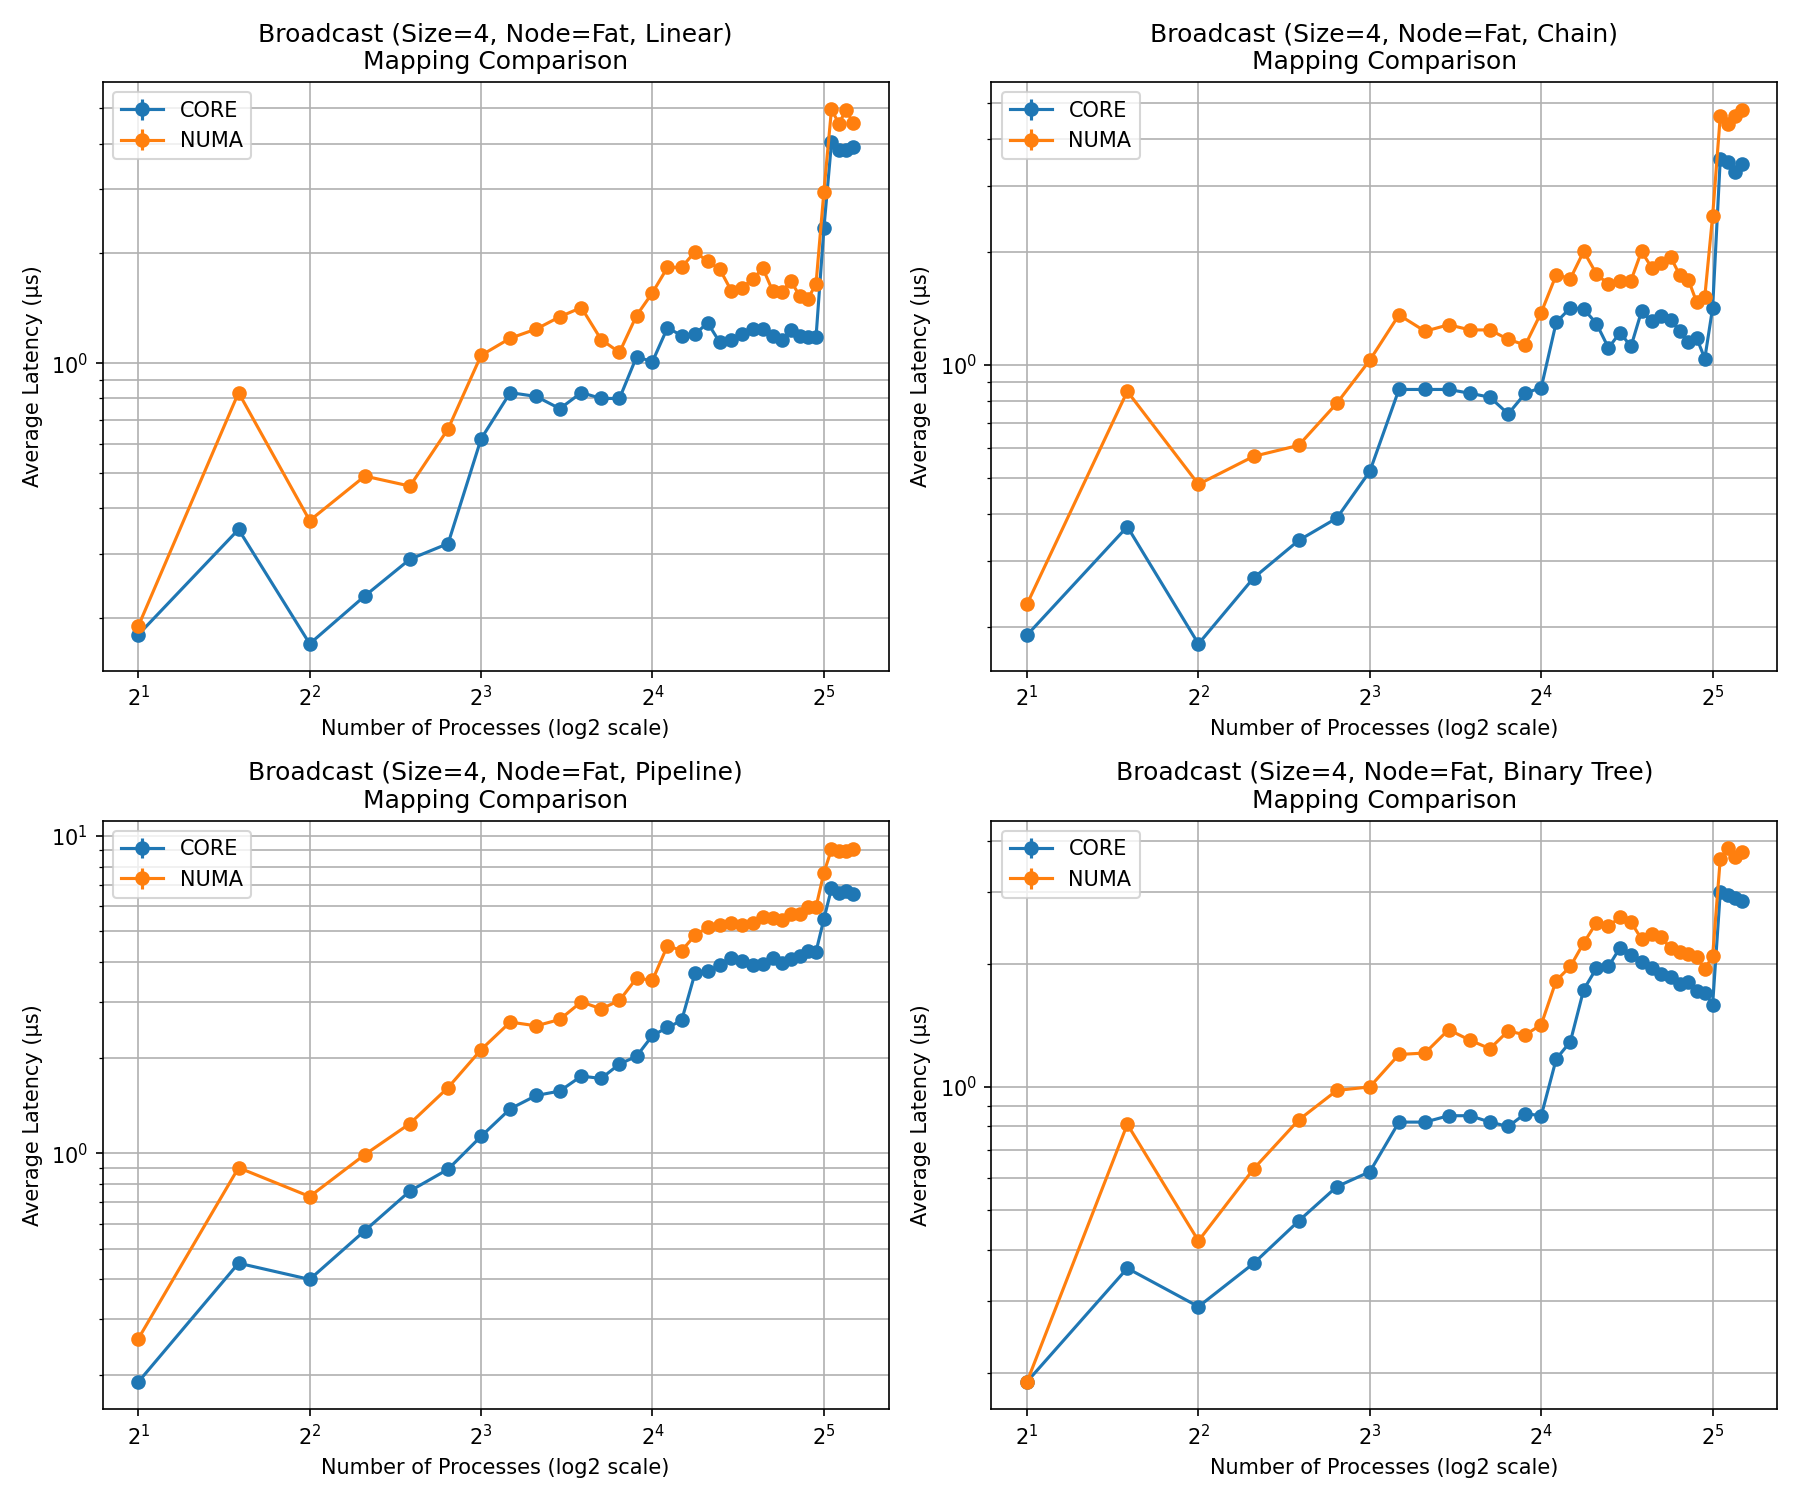 Broadcast (Size=4, Node=Fat, Linear)
Mapping Comparison
CORE
NUMA
Average Latency (µs)
10⁰
2¹ 2² 2³ 2⁴ 2⁵
Number of Processes (log2 scale)
Broadcast (Size=4, Node=Fat, Chain)
Mapping Comparison
CORE
NUMA
Average Latency (µs)
10⁰
2¹ 2² 2³ 2⁴ 2⁵
Number of Processes (log2 scale)
Broadcast (Size=4, Node=Fat, Pipeline)
Mapping Comparison
CORE
NUMA
Average Latency (µs)
10¹
10⁰
2¹ 2² 2³ 2⁴ 2⁵
Number of Processes (log2 scale)
Broadcast (Size=4, Node=Fat, Binary Tree)
Mapping Comparison
CORE
NUMA
Average Latency (µs)
10⁰
2¹ 2² 2³ 2⁴ 2⁵
Number of Processes (log2 scale)